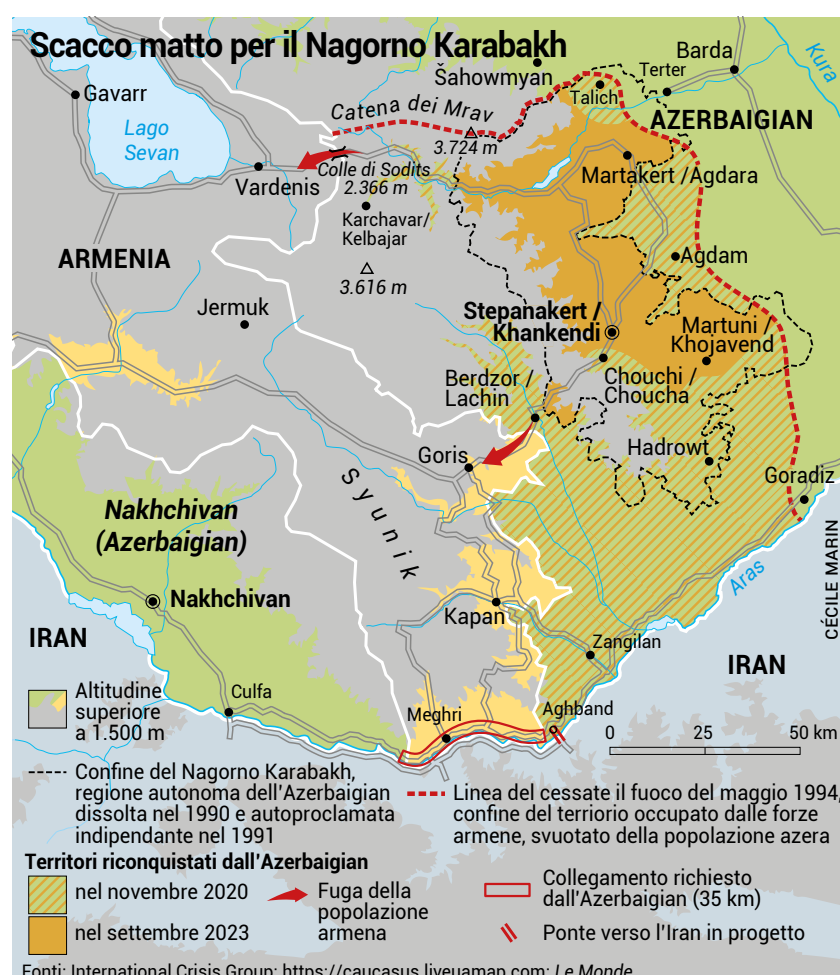 Scacco matto per il Nagorno Karabakh
Šahowmyan
Barda
Terter
Kura
Gavarr
Talich
Catena dei Mrav
AZERBAIGIAN
Lago
Sevan
3.724 m
Colle di Sodits
2.366 m
Martakert /Agdara
Vardenis
Karchavar/
Kelbajar
ARMENIA
Agdam
3.616 m
Jermuk
Stepanakert /
Khankendi
Martuni /
Khojavend
Berdzor /
Lachin
Chouchi /
Choucha
Goris
Hadrowt
Goradiz
Syunik
Nakhchivan
(Azerbaigian)
Nakhchivan
Aras
CÉCILE MARIN
Kapan
IRAN
Zangilan
IRAN
Culfa
Meghri
Aghband
Altitudine
superiore
a 1.500 m
0 25 50 km
Confine del Nagorno Karabakh,
regione autonoma dell'Azerbaigian
dissolta nel 1990 e autoproclamata
indipendante nel 1991
Linea del cessate il fuoco del maggio 1994,
confine del terriorio occupato dalle forze
armene, svuotato della popolazione azera
Territori riconquistati dall'Azerbaigian
nel novembre 2020
nel settembre 2023
Fuga della
popolazione
armena
Collegamento richiesto
dall'Azerbaigian (35 km)
Ponte verso l'Iran in progetto
Fonti: International Crisis Group; https://caucasus.liveuamap.com; Le Monde